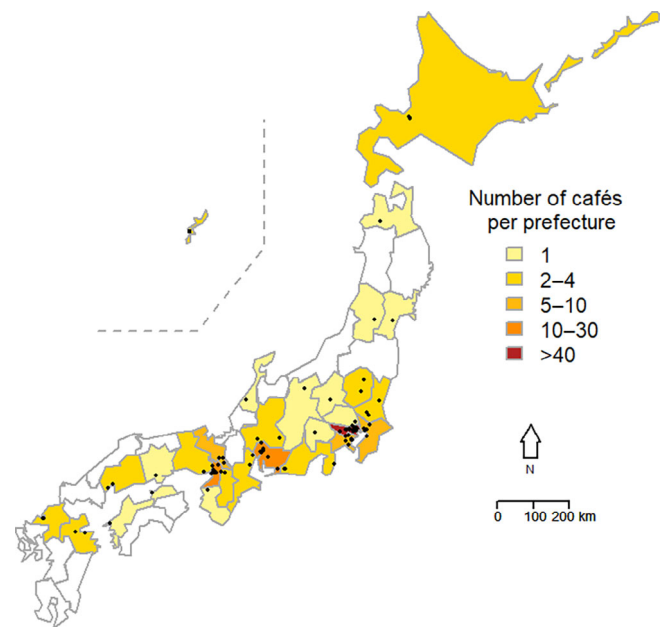 Number of cafés
per prefecture
1
2–4
5–10
10–30
>40
N
0 100 200 km